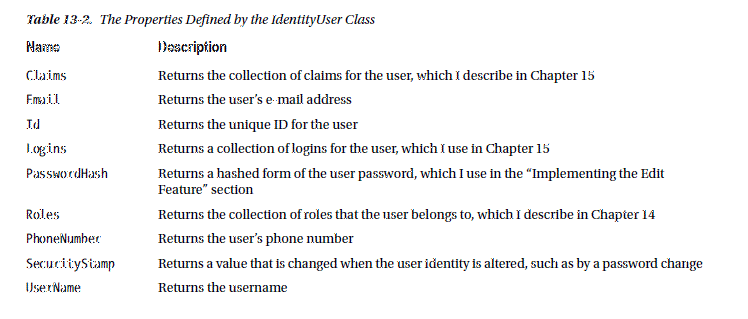 Table 13-2. The Properties Defined by the IdentityUser Class
Name Description
Claims Returns the collection of claims for the user, which I describe in Chapter 15
Email Returns the user's e-mail address
Id Returns the unique ID for the user
Logins Returns a collection of logins for the user, which I use in Chapter 15
PasswordHash Returns a hashed form of the user password, which I use in the "Implementing the Edit
Feature" section
Roles Returns the collection of roles that the user belongs to, which I describe in Chapter 14
PhoneNumber Returns the user's phone number
SecurityStamp Returns a value that is changed when the user identity is altered, such as by a password change
UserName Returns the username